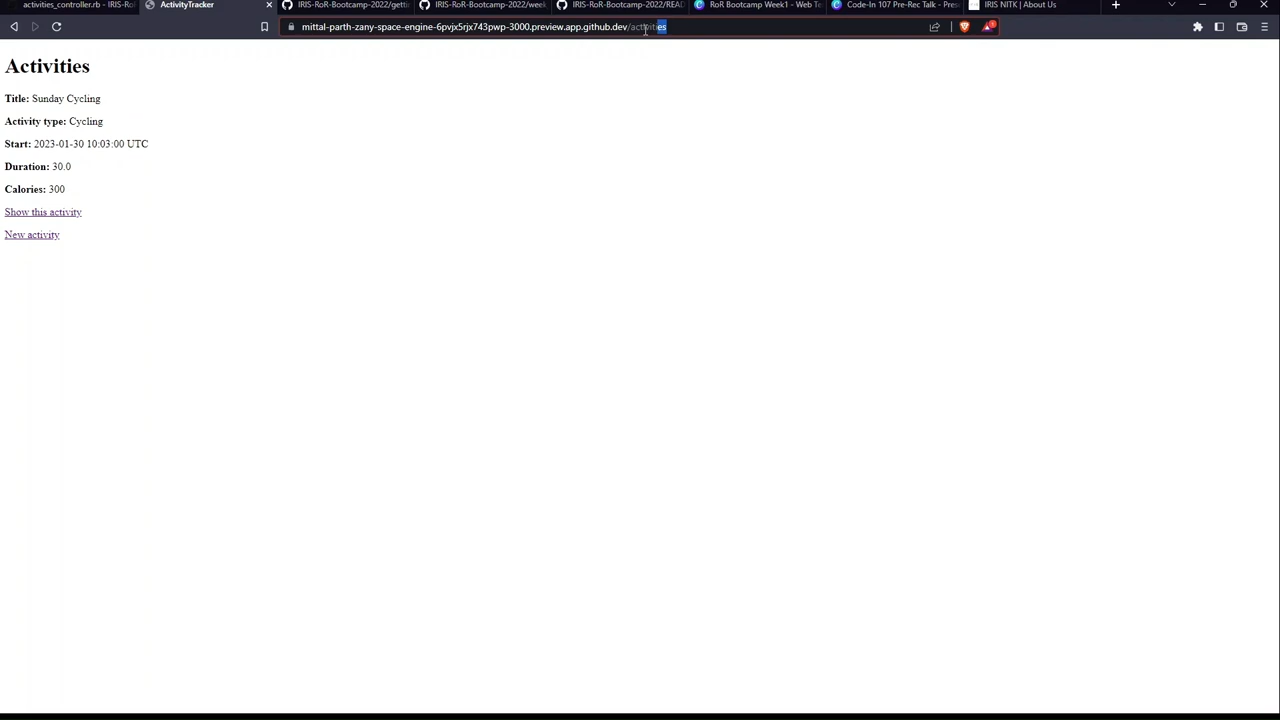 activities_controller.rb - IRIS-Ro
ActivityTracker
IRIS-RoR-Bootcamp-2022/getti
IRIS-RoR-Bootcamp-2022/week
IRIS-RoR-Bootcamp-2022/READ
RoR Bootcamp Week1 - Web Te
Code-In 107 Pre-Rec Talk - Prese
IRIS NITK | About Us
mittal-parth-zany-space-engine-6pvjx5rjx743pwp-3000.preview.app.github.dev/activities
Activities
Title: Sunday Cycling
Activity type: Cycling
Start: 2023-01-30 10:03:00 UTC
Duration: 30.0
Calories: 300
Show this activity
New activity